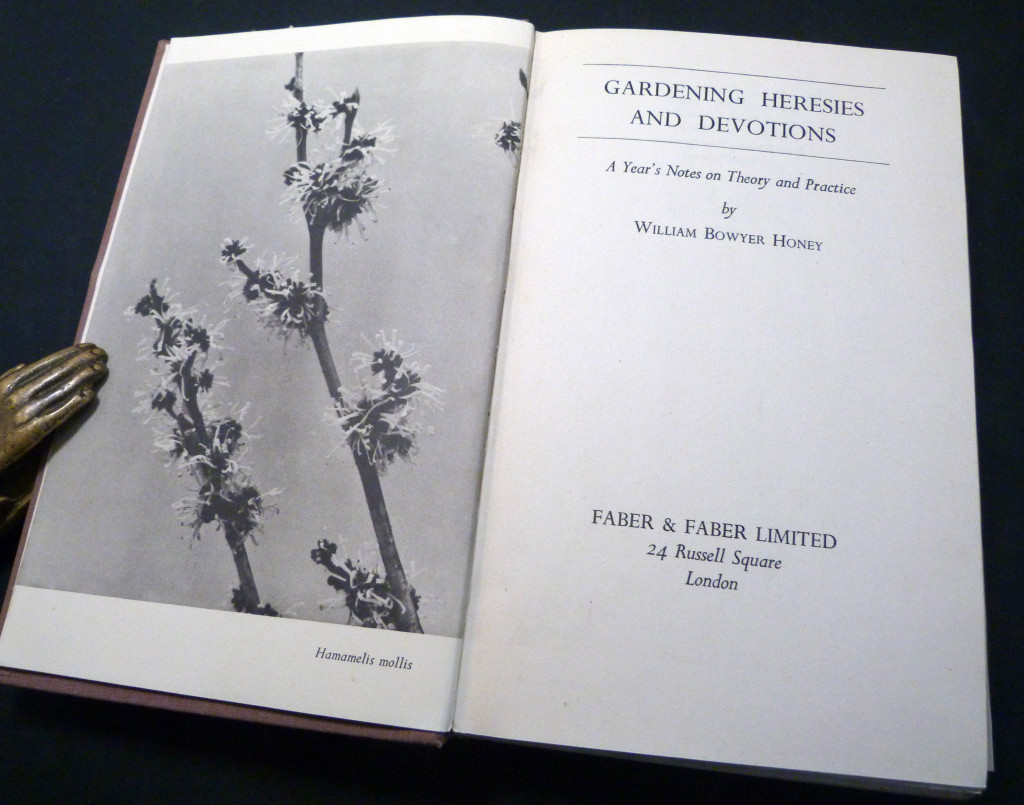 Hamamelis mollis
GARDENING HERESIES
AND DEVOTIONS
A Year's Notes on Theory and Practice
by
WILLIAM BOWYER HONEY
FABER & FABER LIMITED
24 Russell Square
London